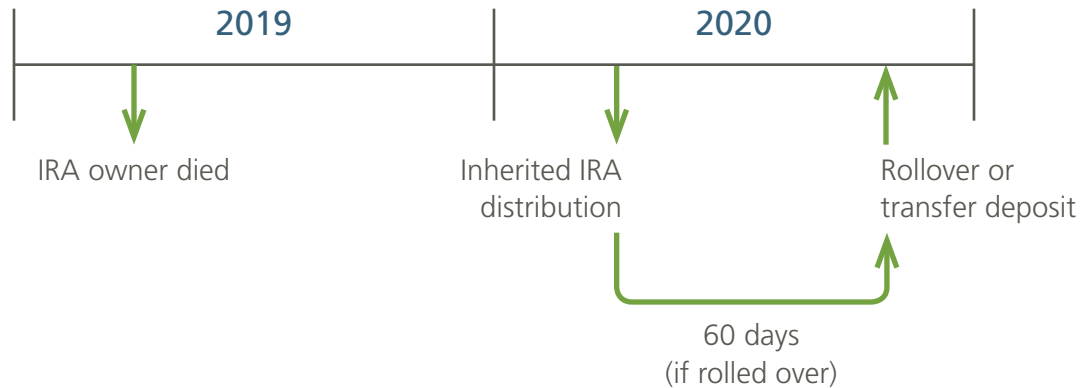 2019
2020
IRA owner died
Inherited IRA
distribution
Rollover or
transfer deposit
60 days
(if rolled over)